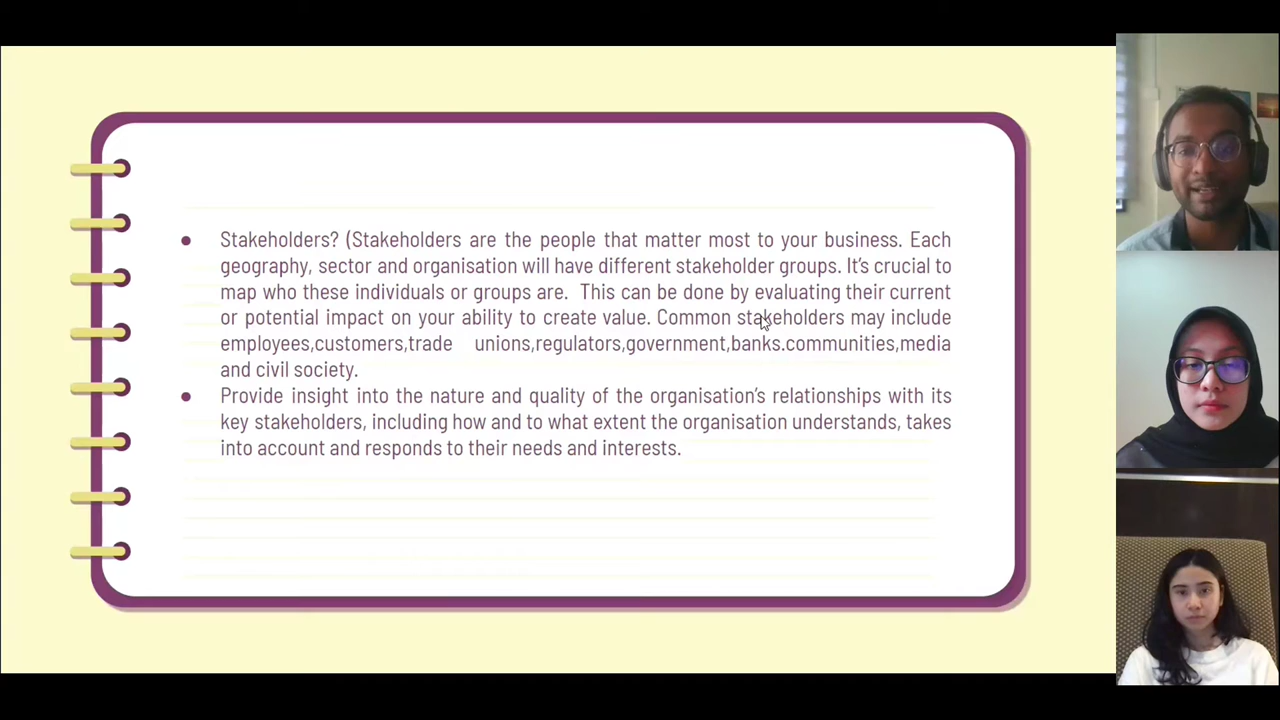 Stakeholders? (Stakeholders are the people that matter most to your business. Each
geography, sector and organisation will have different stakeholder groups. It's crucial to
map who these individuals or groups are. This can be done by evaluating their current
or potential impact on your ability to create value. Common stakeholders may include
employees,customers,trade unions,regulators,government,banks.communities,media
and civil society.
Provide insight into the nature and quality of the organisation's relationships with its
key stakeholders, including how and to what extent the organisation understands, takes
into account and responds to their needs and interests.